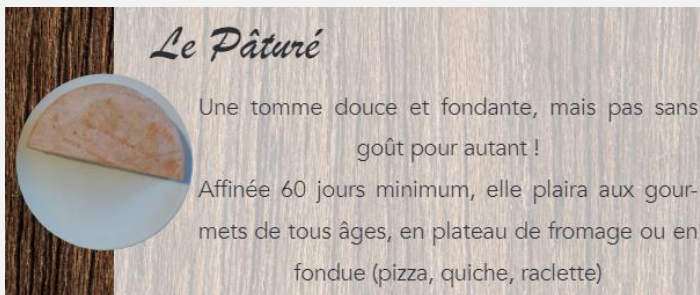 Le Pâturé
Une tomme douce et fondante, mais pas sans
goût pour autant !
Affinée 60 jours minimum, elle plaira aux gour-
mets de tous âges, en plateau de fromage ou en
fondue (pizza, quiche, raclette)